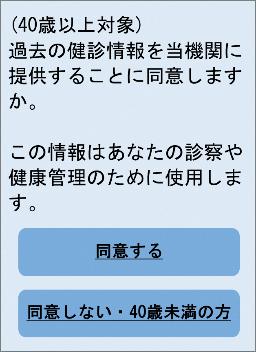 (40歳以上対象)
過去の健診情報を当機関に
提供することに同意します
か。
この情報はあなたの診察や
健康管理のために使用しま
す。
同意する
同意しない・40歳未満の方